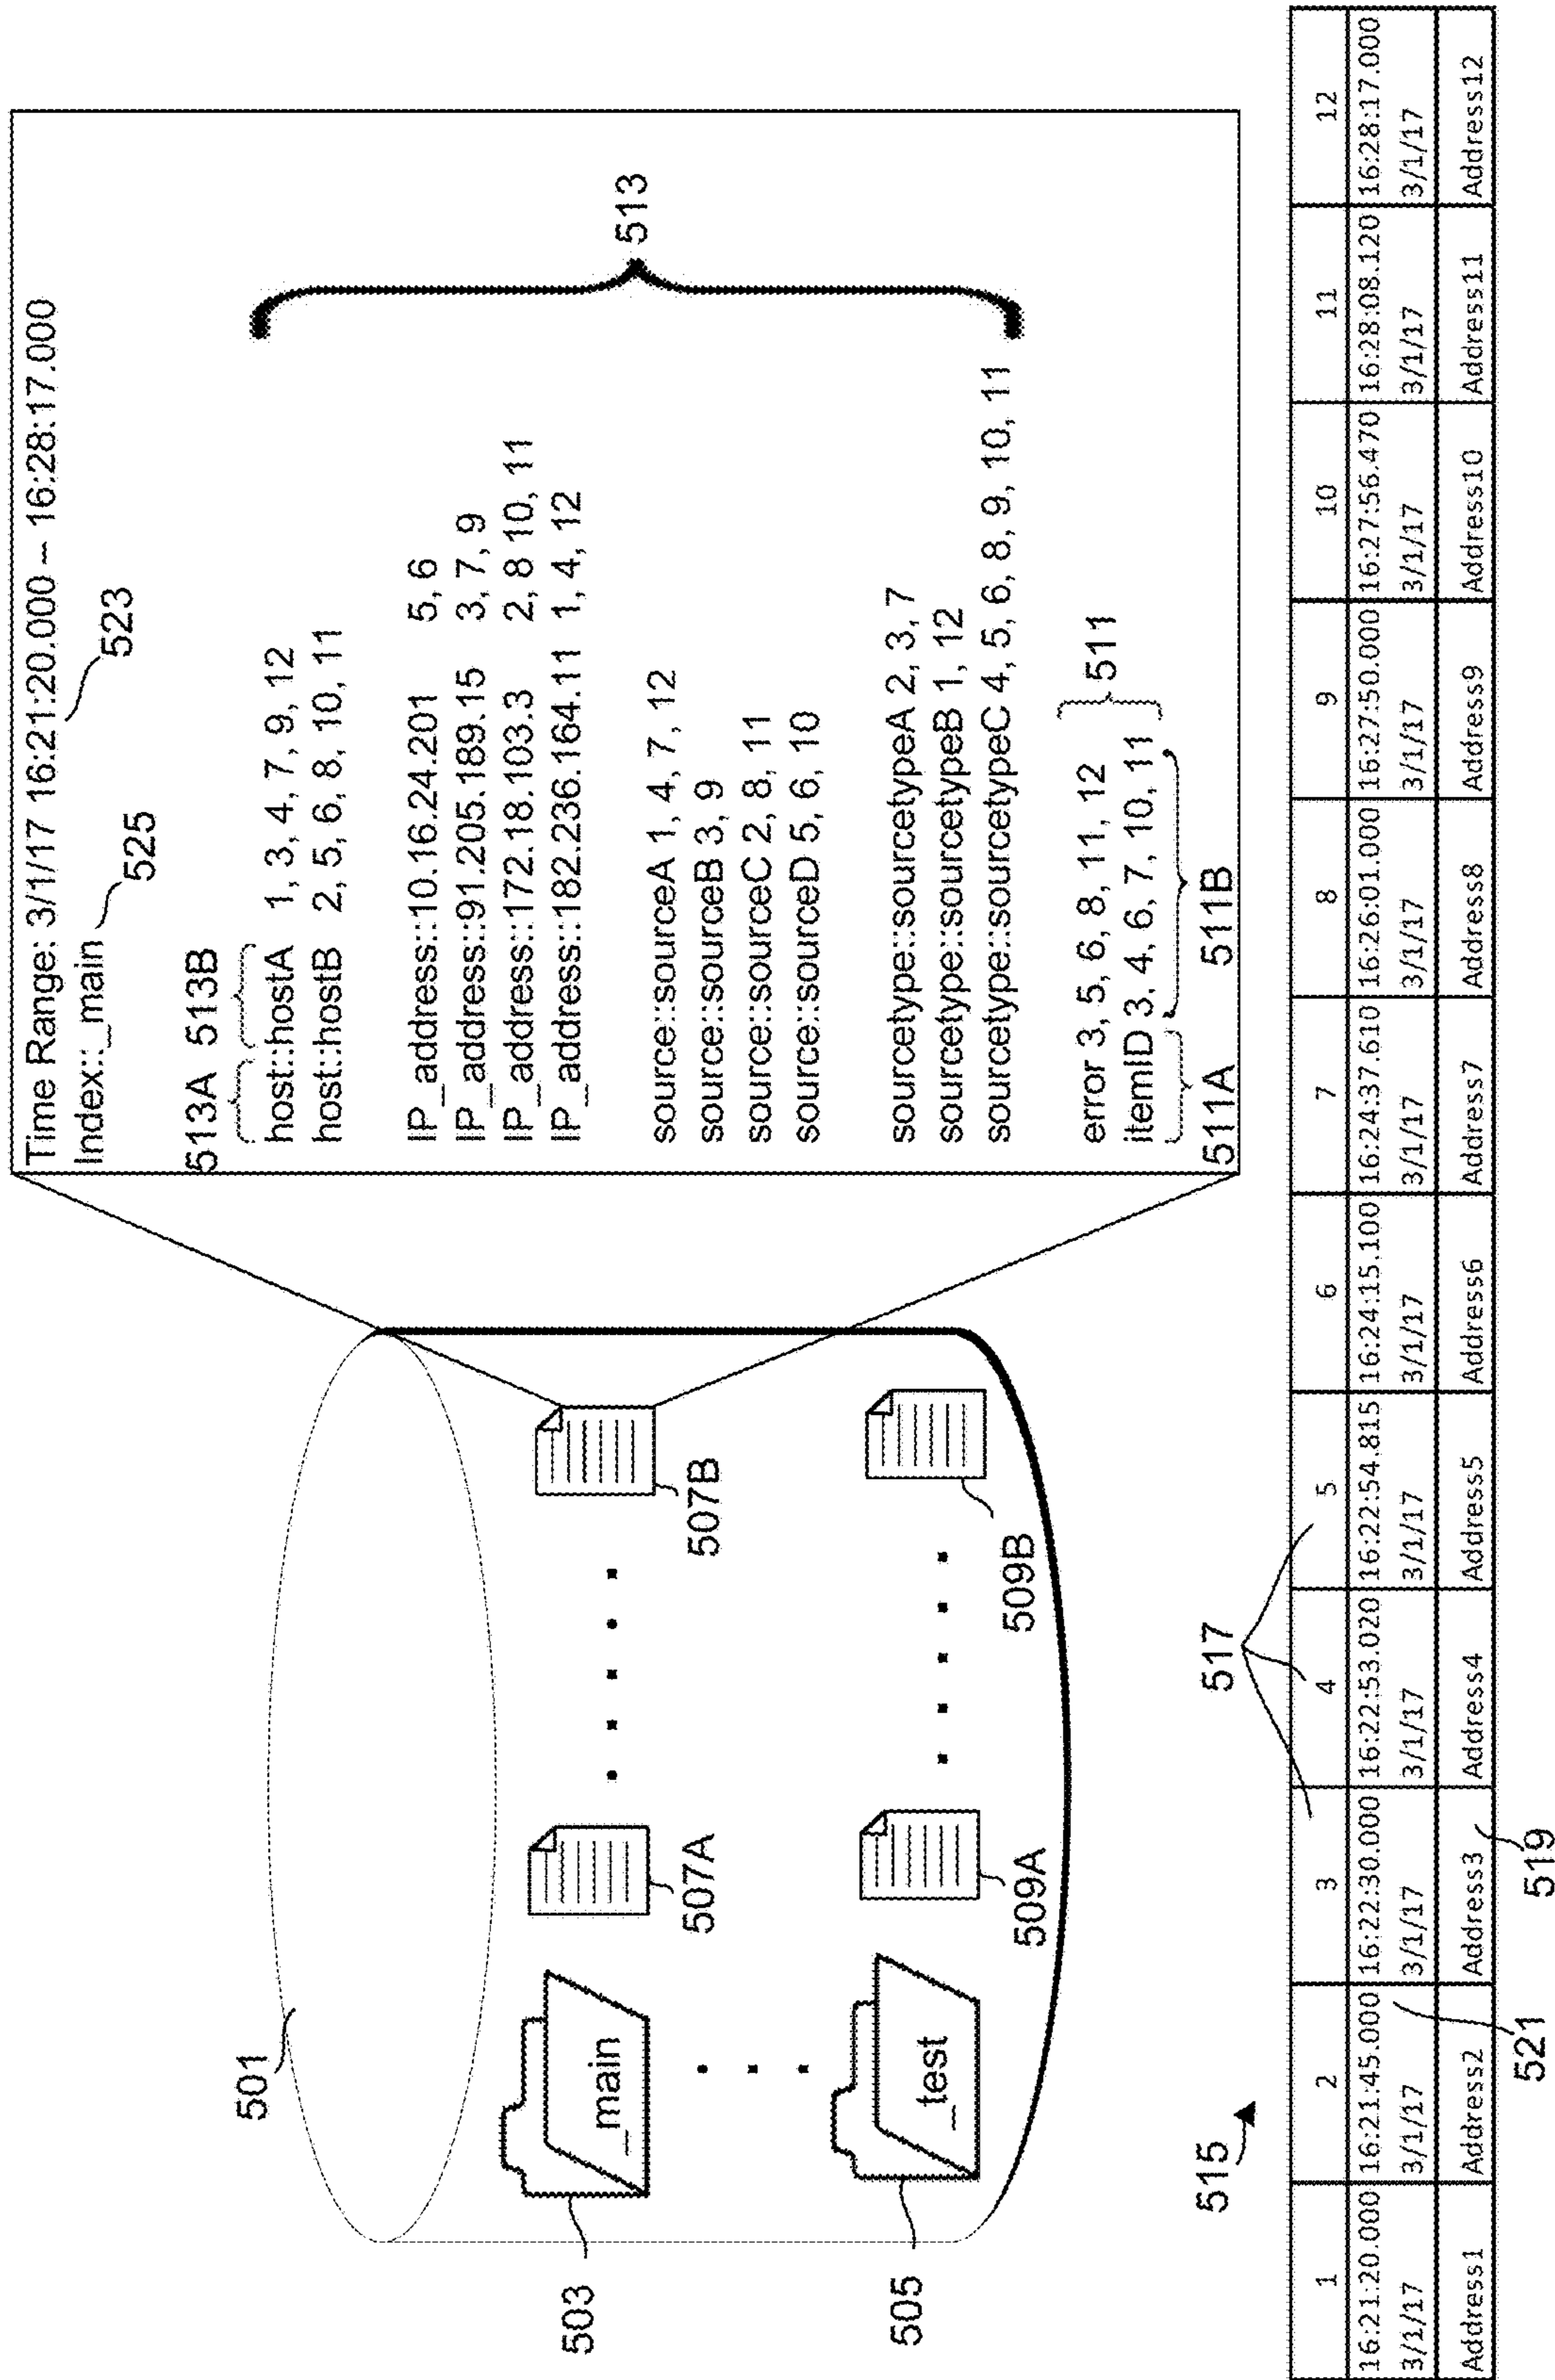 Time Range: 3/1/17 16:21:20.000 – 16:28:17.000
523
Index::_main
525
513A 513B
host::hostA 1, 3, 4, 7, 9, 12
host::hostB 2, 5, 6, 8, 10, 11
IP_address::10.16.24.201 5, 6
IP_address::91.205.189.15 3, 7, 9
IP_address::172.18.103.3 2, 8 10, 11
IP_address::182.236.164.11 1, 4, 12
513
source::sourceA 1, 4, 7, 12
source::sourceB 3, 9
source::sourceC 2, 8, 11
source::sourceD 5, 6, 10
sourcetype::sourcetypeA 2, 3, 7
sourcetype::sourcetypeB 1, 12
sourcetype::sourcetypeC 4, 5, 6, 8, 9, 10, 11
error 3, 5, 6, 8, 11, 12
itemID 3, 4, 6, 7, 10, 11
511
511A 511B
501
_main
503
507A
507B
_test
505
509A
509B
515
517
1 2 3 4 5 6 7 8 9 10 11 12
16:21:20.000 16:21:45.000 16:22:30.000 16:22:53.020 16:22:54.815 16:24:15.100 16:24:37.610 16:26:01.000 16:27:50.000 16:27:56.470 16:28:08.120 16:28:17.000
3/1/17 3/1/17 3/1/17 3/1/17 3/1/17 3/1/17 3/1/17 3/1/17 3/1/17 3/1/17 3/1/17 3/1/17
Address1 Address2 Address3 Address4 Address5 Address6 Address7 Address8 Address9 Address10 Address11 Address12
521
519